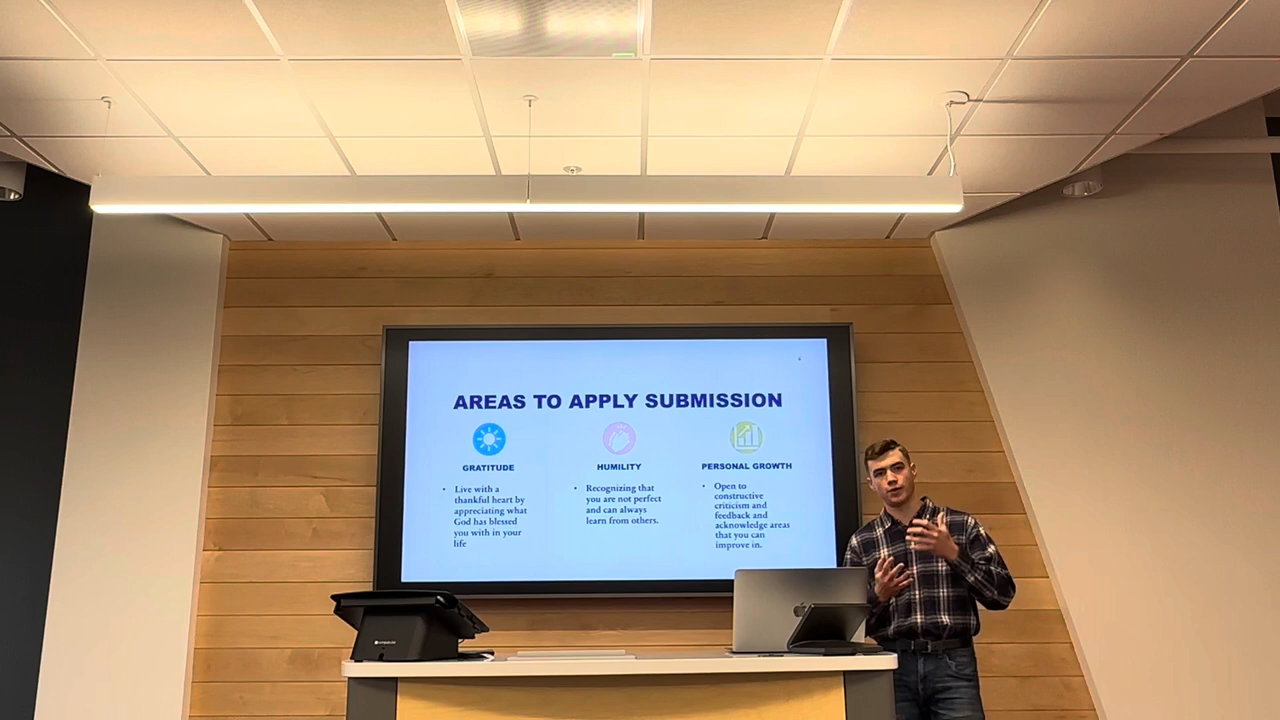 AREAS TO APPLY SUBMISSION
GRATITUDE
• Live with a
thankful heart by
appreciating what
God has blessed
you with in your
life
HUMILITY
• Recognizing that
you are not perfect
and can always
learn from others.
PERSONAL GROWTH
• Open to
constructive
criticism and
feedback and
acknowledge areas
that you can
improve in.